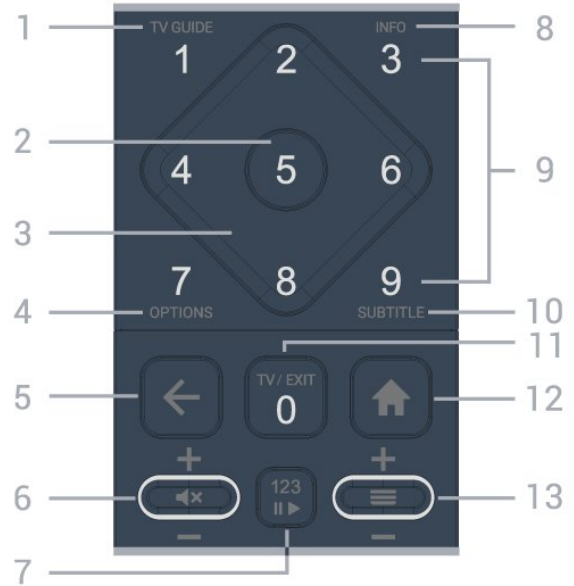 1 TV GUIDE INFO 8
1 2 3
2
4 5 6 9
3
7 8 9
4 OPTIONS SUBTITLE 10
11
TV / EXIT
5 0 12
+ +
6 13
123
− −
7